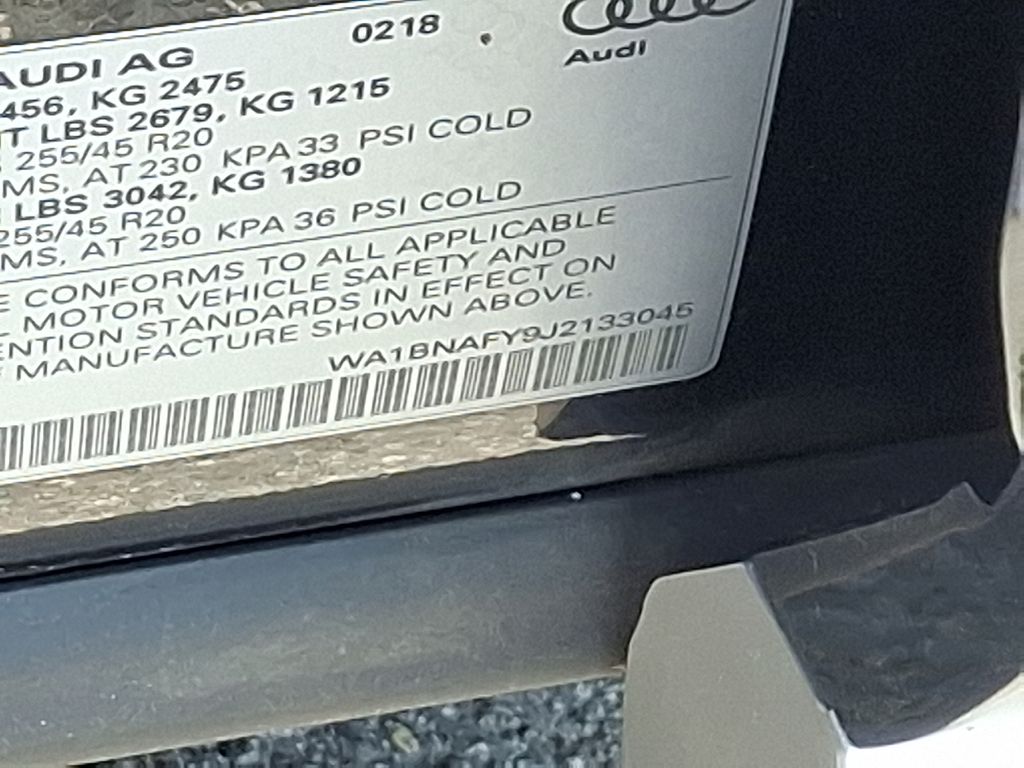 AUDI AG 0218 Audi
456, KG 2475
LBS 2679, KG 1215
255/45 R20
MS, AT 230 KPA 33 PSI COLD
LBS 3042, KG 1380
255/45 R20
MS, AT 250 KPA 36 PSI COLD
CONFORMS TO ALL APPLICABLE
MOTOR VEHICLE SAFETY AND
ENTION STANDARDS IN EFFECT ON
MANUFACTURE SHOWN ABOVE.
WA1BNAFY9J2133045